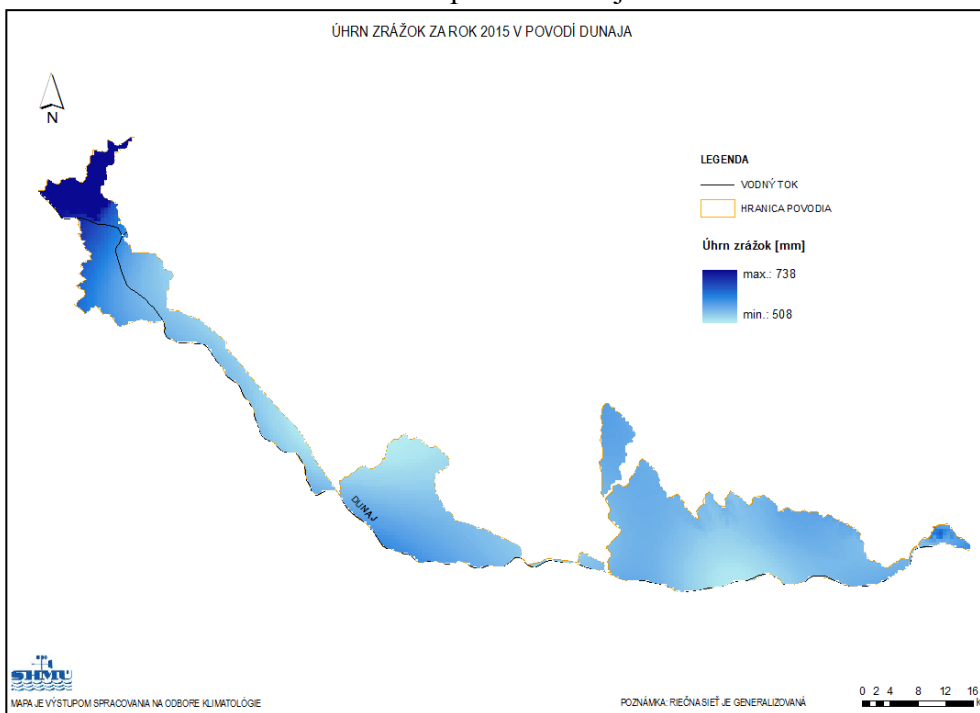 ÚHRN ZRÁŽOK ZA ROK 2015 V POVODÍ DUNAJA
N
LEGENDA
VODNÝ TOK
HRANICA POVODIA
Úhrn zrážok [mm]
max.: 738
min.: 508
DUNAJ
SHMÚ
MAPA JE VÝSTUPOM SPRACOVANIA NA ODBORE KLIMATOLÓGIE
POZNÁMKA: RIEČNA SIEŤ JE GENERALIZOVANÁ
0 2 4 8 12 16